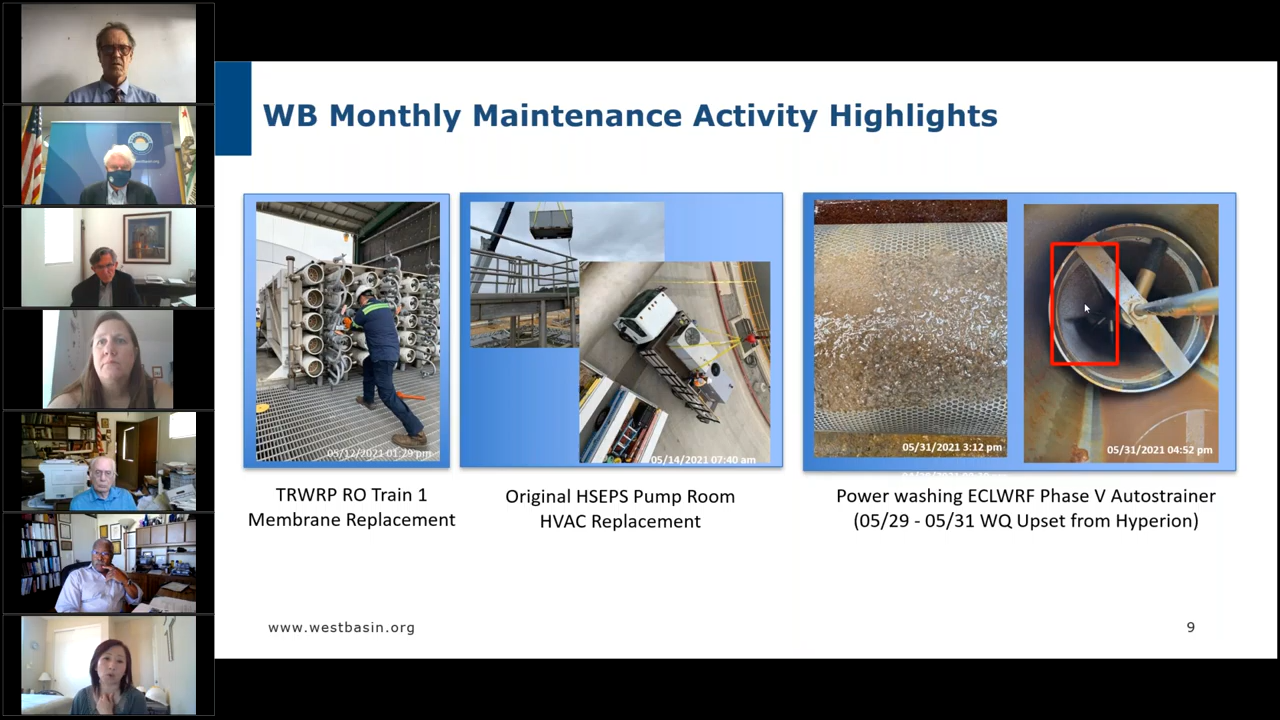 WB Monthly Maintenance Activity Highlights
05/12/2021 01:29 pm
05/14/2021 07:40 am
05/31/2021 3:12 pm
05/31/2021 04:52 pm
TRWRP RO Train 1
Membrane Replacement
Original HSEPS Pump Room
HVAC Replacement
Power washing ECLWRF Phase V Autostrainer
(05/29 - 05/31 WQ Upset from Hyperion)
www.westbasin.org
9